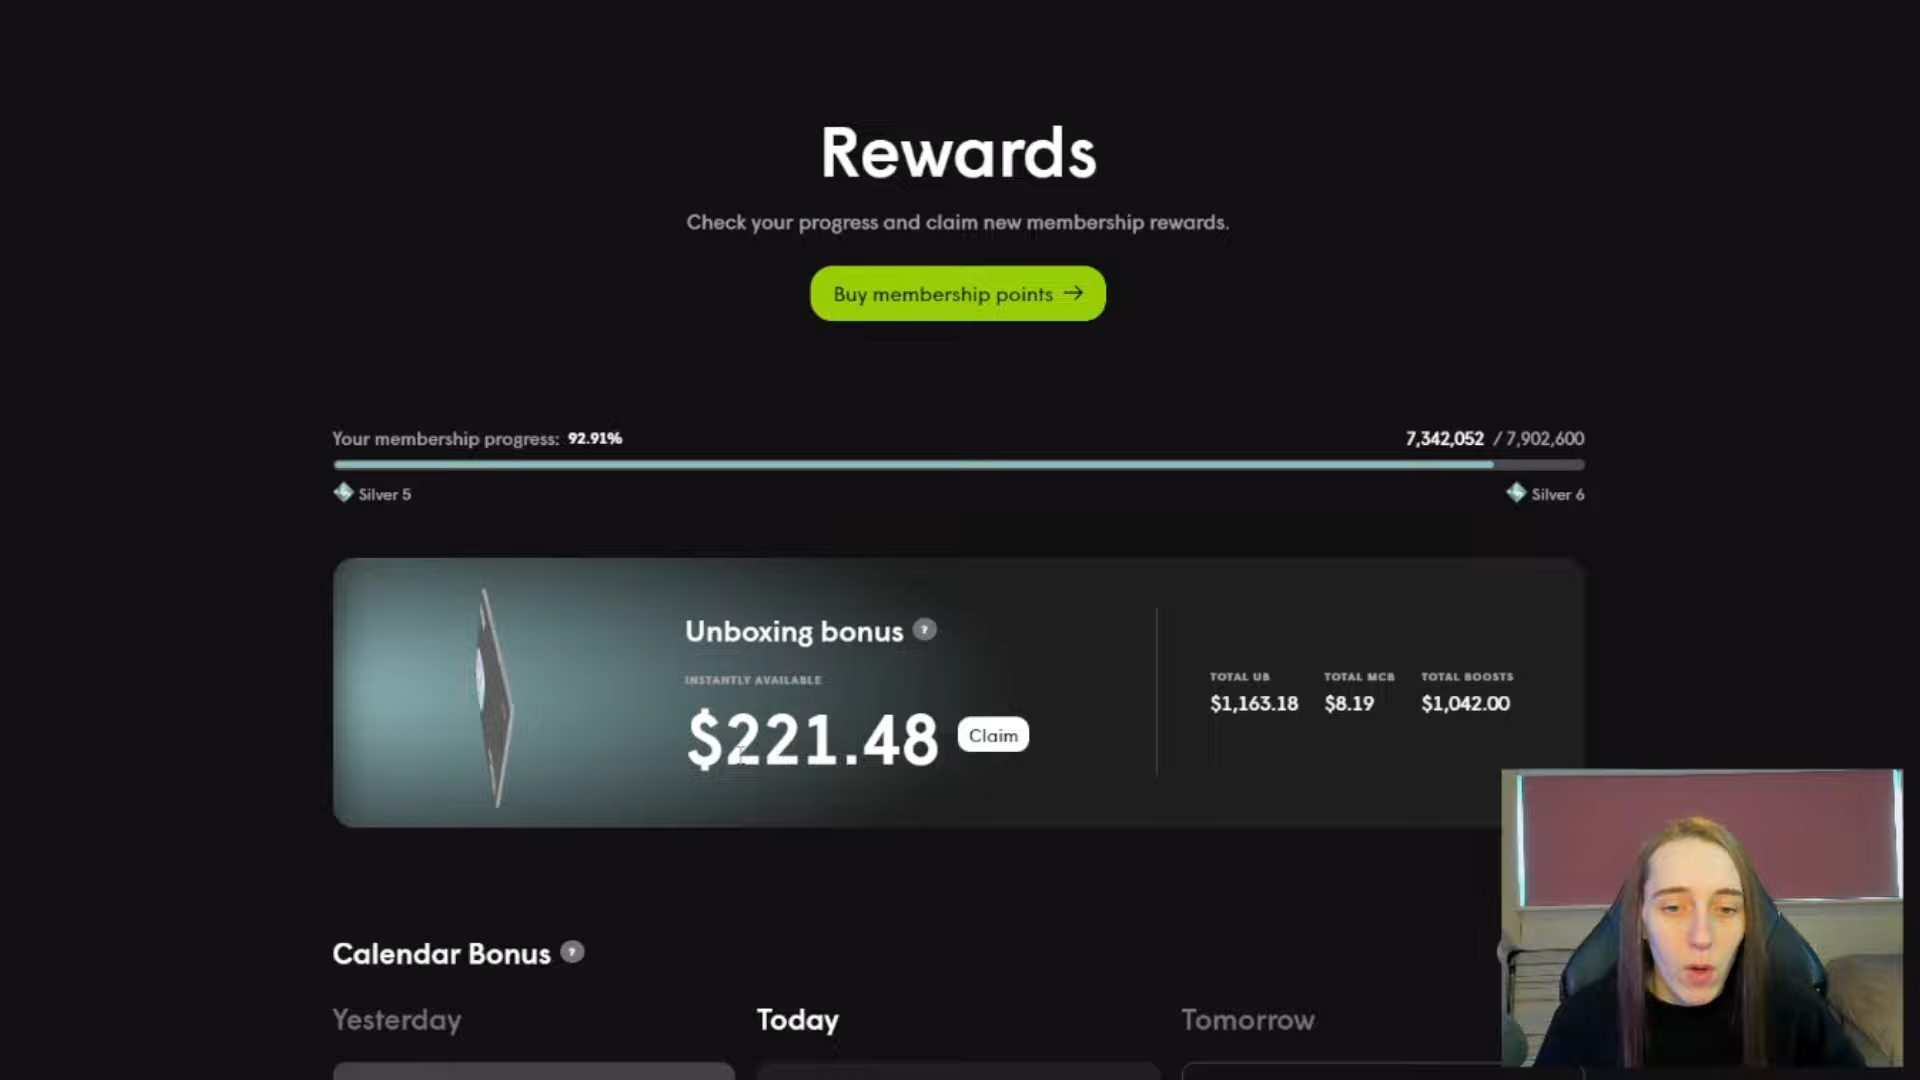 Rewards
Check your progress and claim new membership rewards.
Buy membership points →
Your membership progress: 92.91%
7,342,052 / 7,902,600
Silver 5
Silver 6
Unboxing bonus ?
INSTANTLY AVAILABLE
$221.48 Claim
TOTAL UB TOTAL MCB TOTAL BOOSTS
$1,163.18 $8.19 $1,042.00
Calendar Bonus ?
Yesterday Today Tomorrow